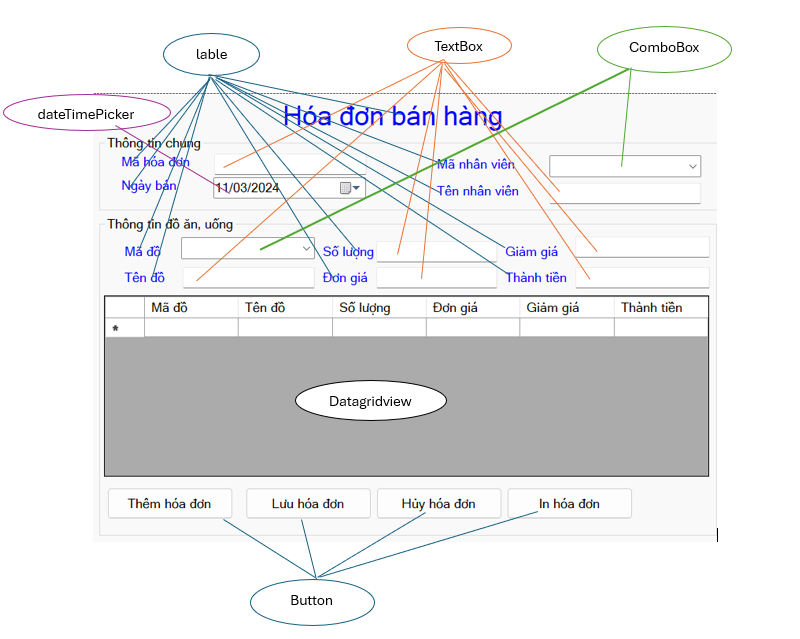 lable
TextBox
ComboBox
dateTimePicker
Hóa đơn bán hàng
Thông tin chung
Mã hóa đơn
Mã nhân viên
Ngày bán
11/03/2024
Tên nhân viên
Thông tin đồ ăn, uống
Mã đồ
Số lượng
Giảm giá
Tên đồ
Đơn giá
Thành tiền
Mã đồ Tên đồ Số lượng Đơn giá Giảm giá Thành tiền
*
Datagridview
Thêm hóa đơn Lưu hóa đơn Hủy hóa đơn In hóa đơn
Button